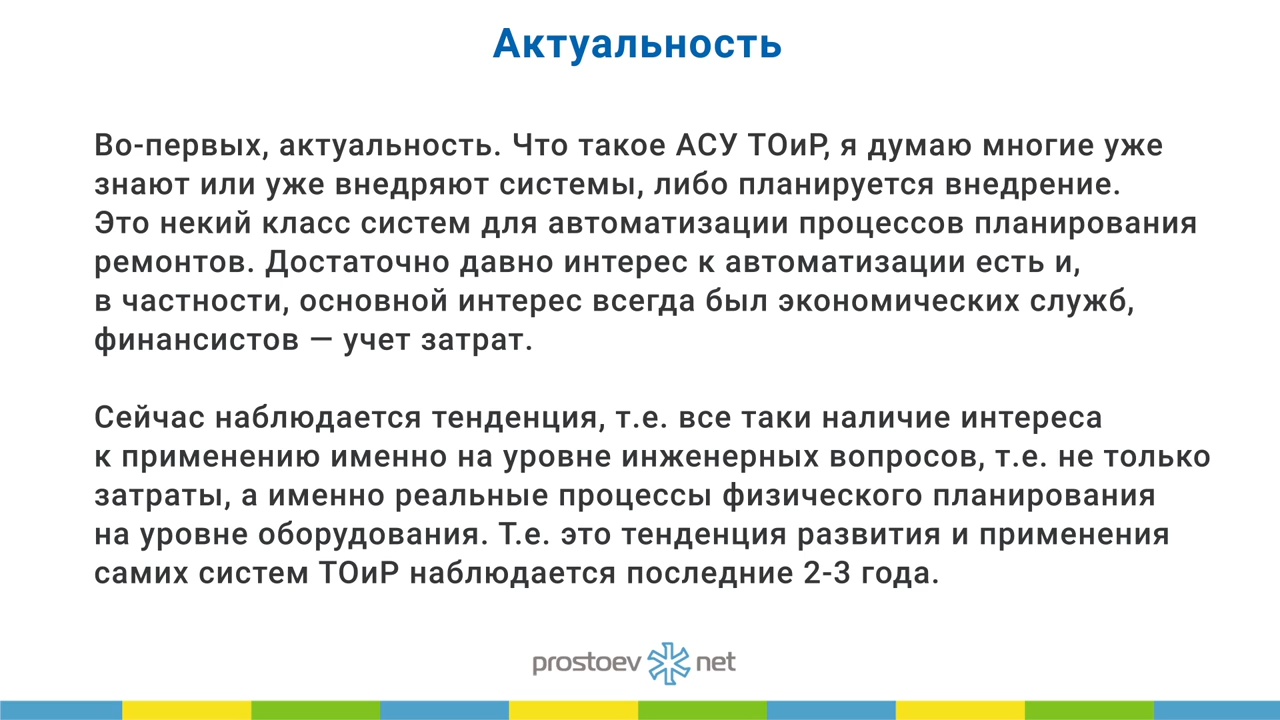 Актуальность
Во-первых, актуальность. Что такое АСУ ТОиР, я думаю многие уже
знают или уже внедряют системы, либо планируется внедрение.
Это некий класс систем для автоматизации процессов планирования
ремонтов. Достаточно давно интерес к автоматизации есть и,
в частности, основной интерес всегда был экономических служб,
финансистов — учет затрат.
Сейчас наблюдается тенденция, т.е. все таки наличие интереса
к применению именно на уровне инженерных вопросов, т.е. не только
затраты, а именно реальные процессы физического планирования
на уровне оборудования. Т.е. это тенденция развития и применения
самих систем ТОиР наблюдается последние 2-3 года.
prostoev net